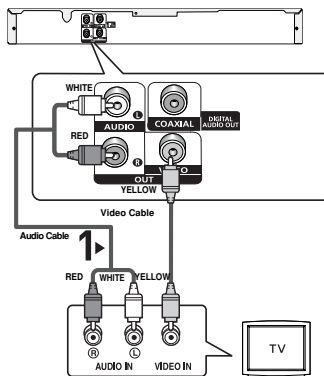 WHITE
L
AUDIO
COAXIAL
DIGITAL
AUDIO OUT
RED
R
VIDEO
OUT
YELLOW
Video Cable
Audio Cable
1
RED WHITE YELLOW
R L
AUDIO IN VIDEO IN
TV